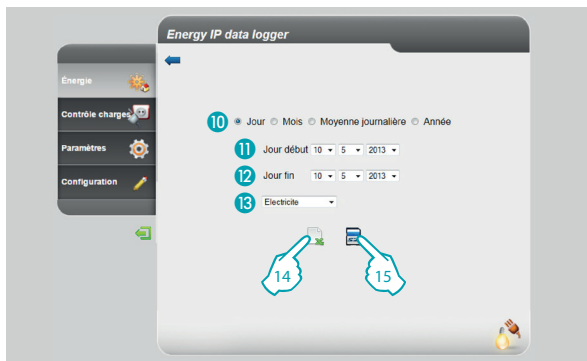 Energy IP data logger
Énergie
Contrôle charges
Paramètres
Configuration
10 Jour Mois Moyenne journalière Année
11 Jour début 10 5 2013
12 Jour fin 10 5 2013
13 Electricite
14 15